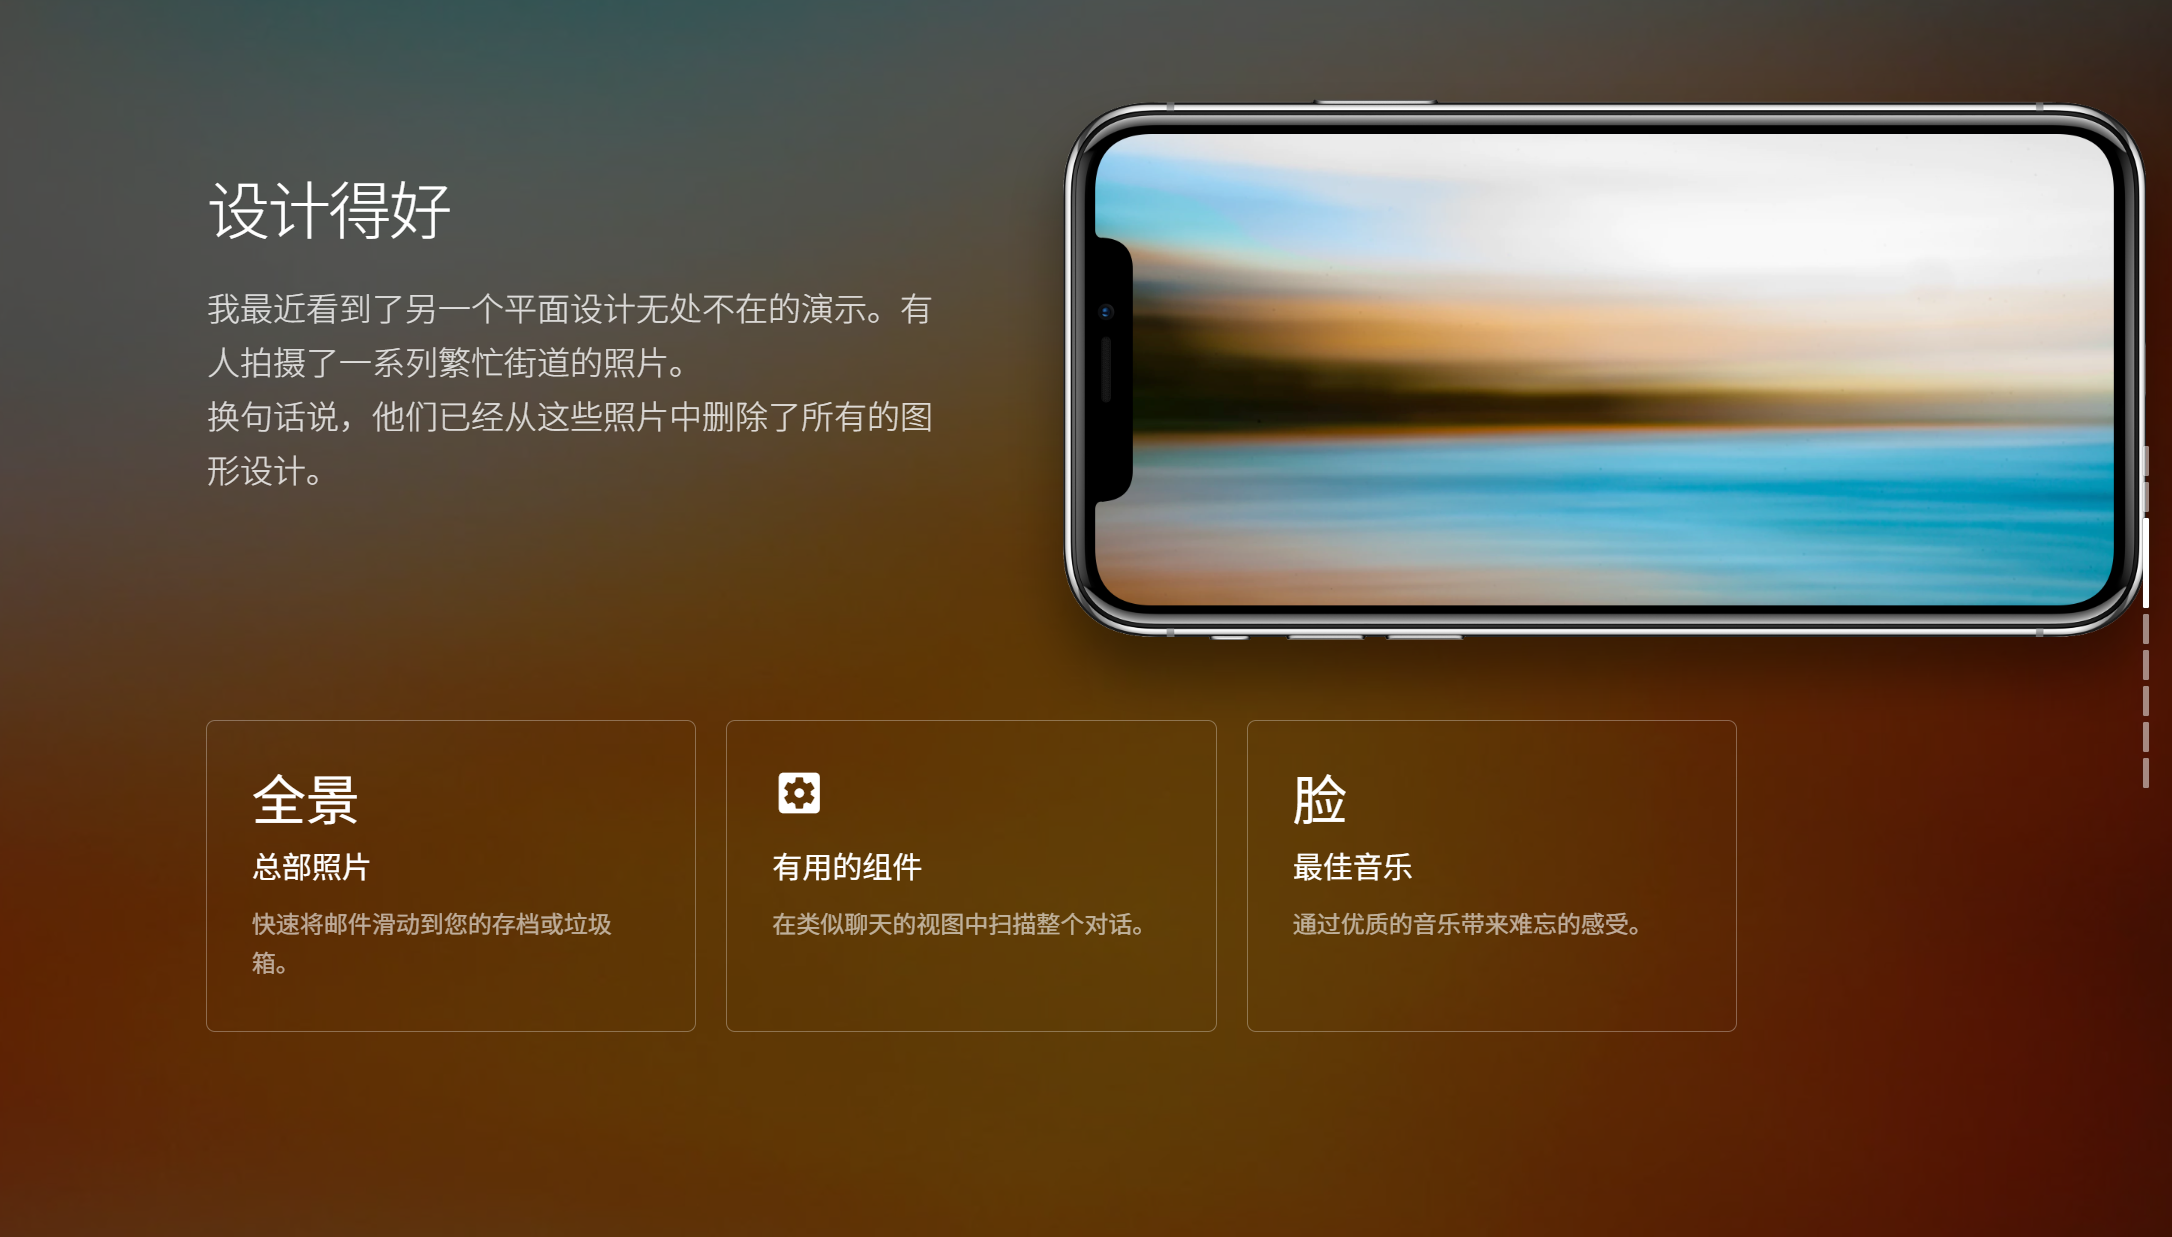 设计得好
我最近看到了另一个平面设计无处不在的演示。有
人拍摄了一系列繁忙街道的照片。
换句话说，他们已经从这些照片中删除了所有的图
形设计。
全景
总部照片
快速将邮件滑动到您的存档或垃圾
箱。
有用的组件
在类似聊天的视图中扫描整个对话。
脸
最佳音乐
通过优质的音乐带来难忘的感受。